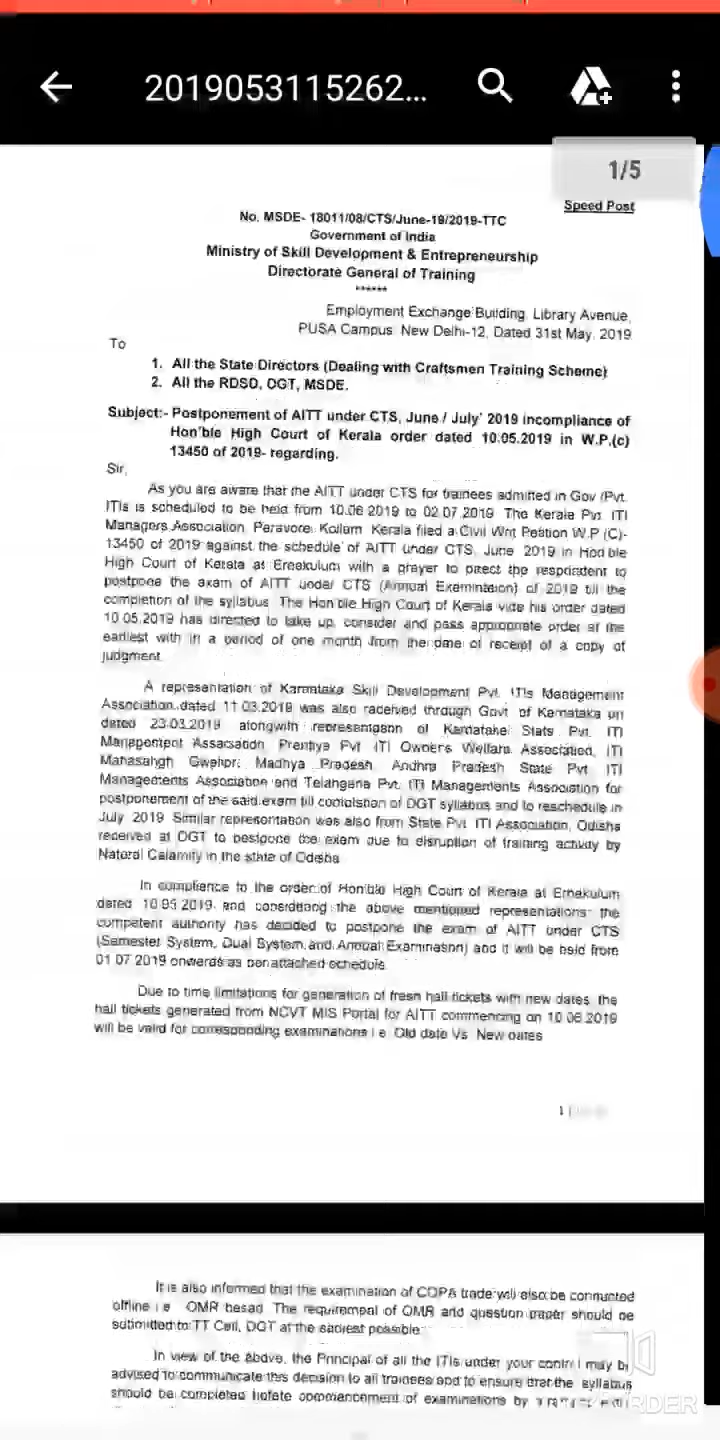 2019053115262...
1/5
Speed Post
No. MSDE- 18011/08/CTS/June-19/2019-TTC
Government of India
Ministry of Skill Development & Entrepreneurship
Directorate General of Training
******
Employment Exchange Building, Library Avenue,
PUSA Campus, New Delhi-12, Dated 31st May, 2019
To
1. All the State Directors (Dealing with Craftsmen Training Scheme)
2. All the RDSD, DGT, MSDE.
Subject:- Postponement of AITT under CTS, June / July' 2019 incompliance of
Hon'ble High Court of Kerala order dated 10.05.2019 in W.P.(c)
13450 of 2019- regarding.
Sir,
As you are aware that the AITT under CTS for trainees admitted in Gov /Pvt.
ITIs is scheduled to be held from 10.06.2019 to 02.07.2019. The Kerala Pvt. ITI
Managers Association, Paravore, Kollam, Kerala filed a Civil Writ Petition W.P (C)-
13450 of 2019 against the schedule of AITT under CTS, June 2019 in Hon'ble
High Court of Kerala at Ernakulum with a prayer to direct the respondent to
postpone the exam of AITT under CTS (Annual Examination) of 2019 till the
completion of the syllabus. The Hon'ble High Court of Kerala vide his order dated
10.05.2019 has directed to take up, consider and pass appropriate order at the
earliest with in a period of one month from the date of receipt of a copy of
judgment.
A representation of Karnataka Skill Development Pvt. ITIs Management
Association dated 11.03.2019 was also received through Govt of Karnataka on
dated 23.03.2019 alongwith representation of Karnataka State Pvt. ITI
Management Association, Pvt ITI Owners Welfare Association, ITI
Mahasangh Gwalior, Madhya Pradesh, Andhra Pradesh State Pvt ITI
Managements Association and Telangana Pvt. ITI Managements Association for
postponement of the said exam till completion of DGT syllabus and to reschedule in
July 2019. Similar representation was also from State Pvt ITI Association, Odisha
received at DGT to postpone the exam due to disruption of training activity by
Natural Calamity in the state of Odisha.
In compliance to the order of Hon'ble High Court of Kerala at Ernakulum
dated 10.05.2019 and considering the above mentioned representations the
competent authority has decided to postpone the exam of AITT under CTS
(Semester System, Dual System and Annual Examination) and it will be held from
01.07.2019 onwards as per attached schedule.
Due to time limitations for generation of fresh hall tickets with new dates, the
hall tickets generated from NCVT MIS Portal for AITT commencing on 10.06.2019
will be valid for corresponding examinations i.e. Old date Vs. New dates
1 |
It is also informed that the examination of COPA trade will also be conducted
offline i.e. OMR based. The requirement of OMR and question paper should be
submitted to TT Cell, DGT at the earliest possible.
In view of the above, the Principal of all the ITIs under your control may be
advised to communicate this decision to all trainees and to ensure that the syllabus
should be completed before commencement of examinations by